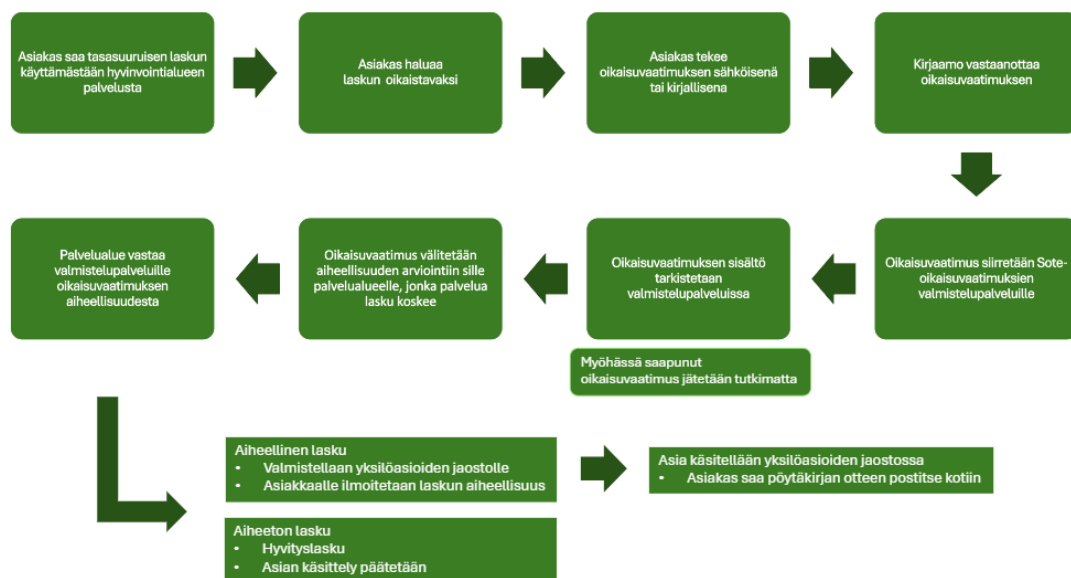 Asiakas saa tasasuuruisen laskun
käyttämästään hyvinvointialueen
palvelusta
Asiakas haluaa
laskun oikaistavaksi
Asiakas tekee
oikaisuvaatimuksen sähköisenä
tai kirjallisena
Kirjaamo vastaanottaa
oikaisuvaatimuksen
Oikaisuvaatimus siirretään Sote-
oikaisuvaatimuksien
valmistelupalveluille
Oikaisuvaatimuksen sisältö
tarkistetaan
valmistelupalveluissa
Myöhässä saapunut
oikaisuvaatimus jätetään tutkimatta
Oikaisuvaatimus välitetään
aiheellisuuden arviointiin sille
palvelualueelle, jonka palvelua
lasku koskee
Palvelualue vastaa
valmistelupalveluille
oikaisuvaatimuksen
aiheellisuudesta
Aiheellinen lasku
• Valmistellaan yksilöasioiden jaostolle
• Asiakkaalle ilmoitetaan laskun aiheellisuus
Asia käsitellään yksilöasioiden jaostossa
• Asiakas saa pöytäkirjan otteen postitse kotiin
Aiheeton lasku
• Hyvityslasku
• Asian käsittely päätetään